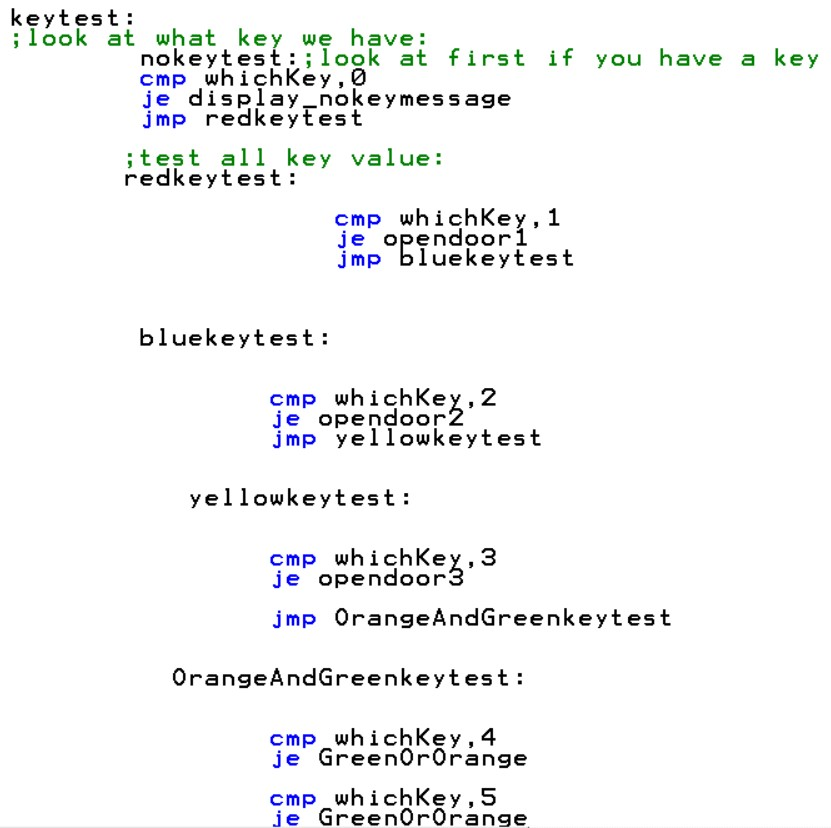 keytest:
;look at what key we have:
nokeytest:;look at first if you have a key
cmp whichKey,0
je display_nokeymessage
jmp redkeytest
;test all key value:
redkeytest:
cmp whichKey,1
je opendoor1
jmp bluekeytest
bluekeytest:
cmp whichKey,2
je opendoor2
jmp yellowkeytest
yellowkeytest:
cmp whichKey,3
je opendoor3
jmp OrangeAndGreenkeytest
OrangeAndGreenkeytest:
cmp whichKey,4
je GreenOrOrange
cmp whichKey,5
je GreenOrOrange